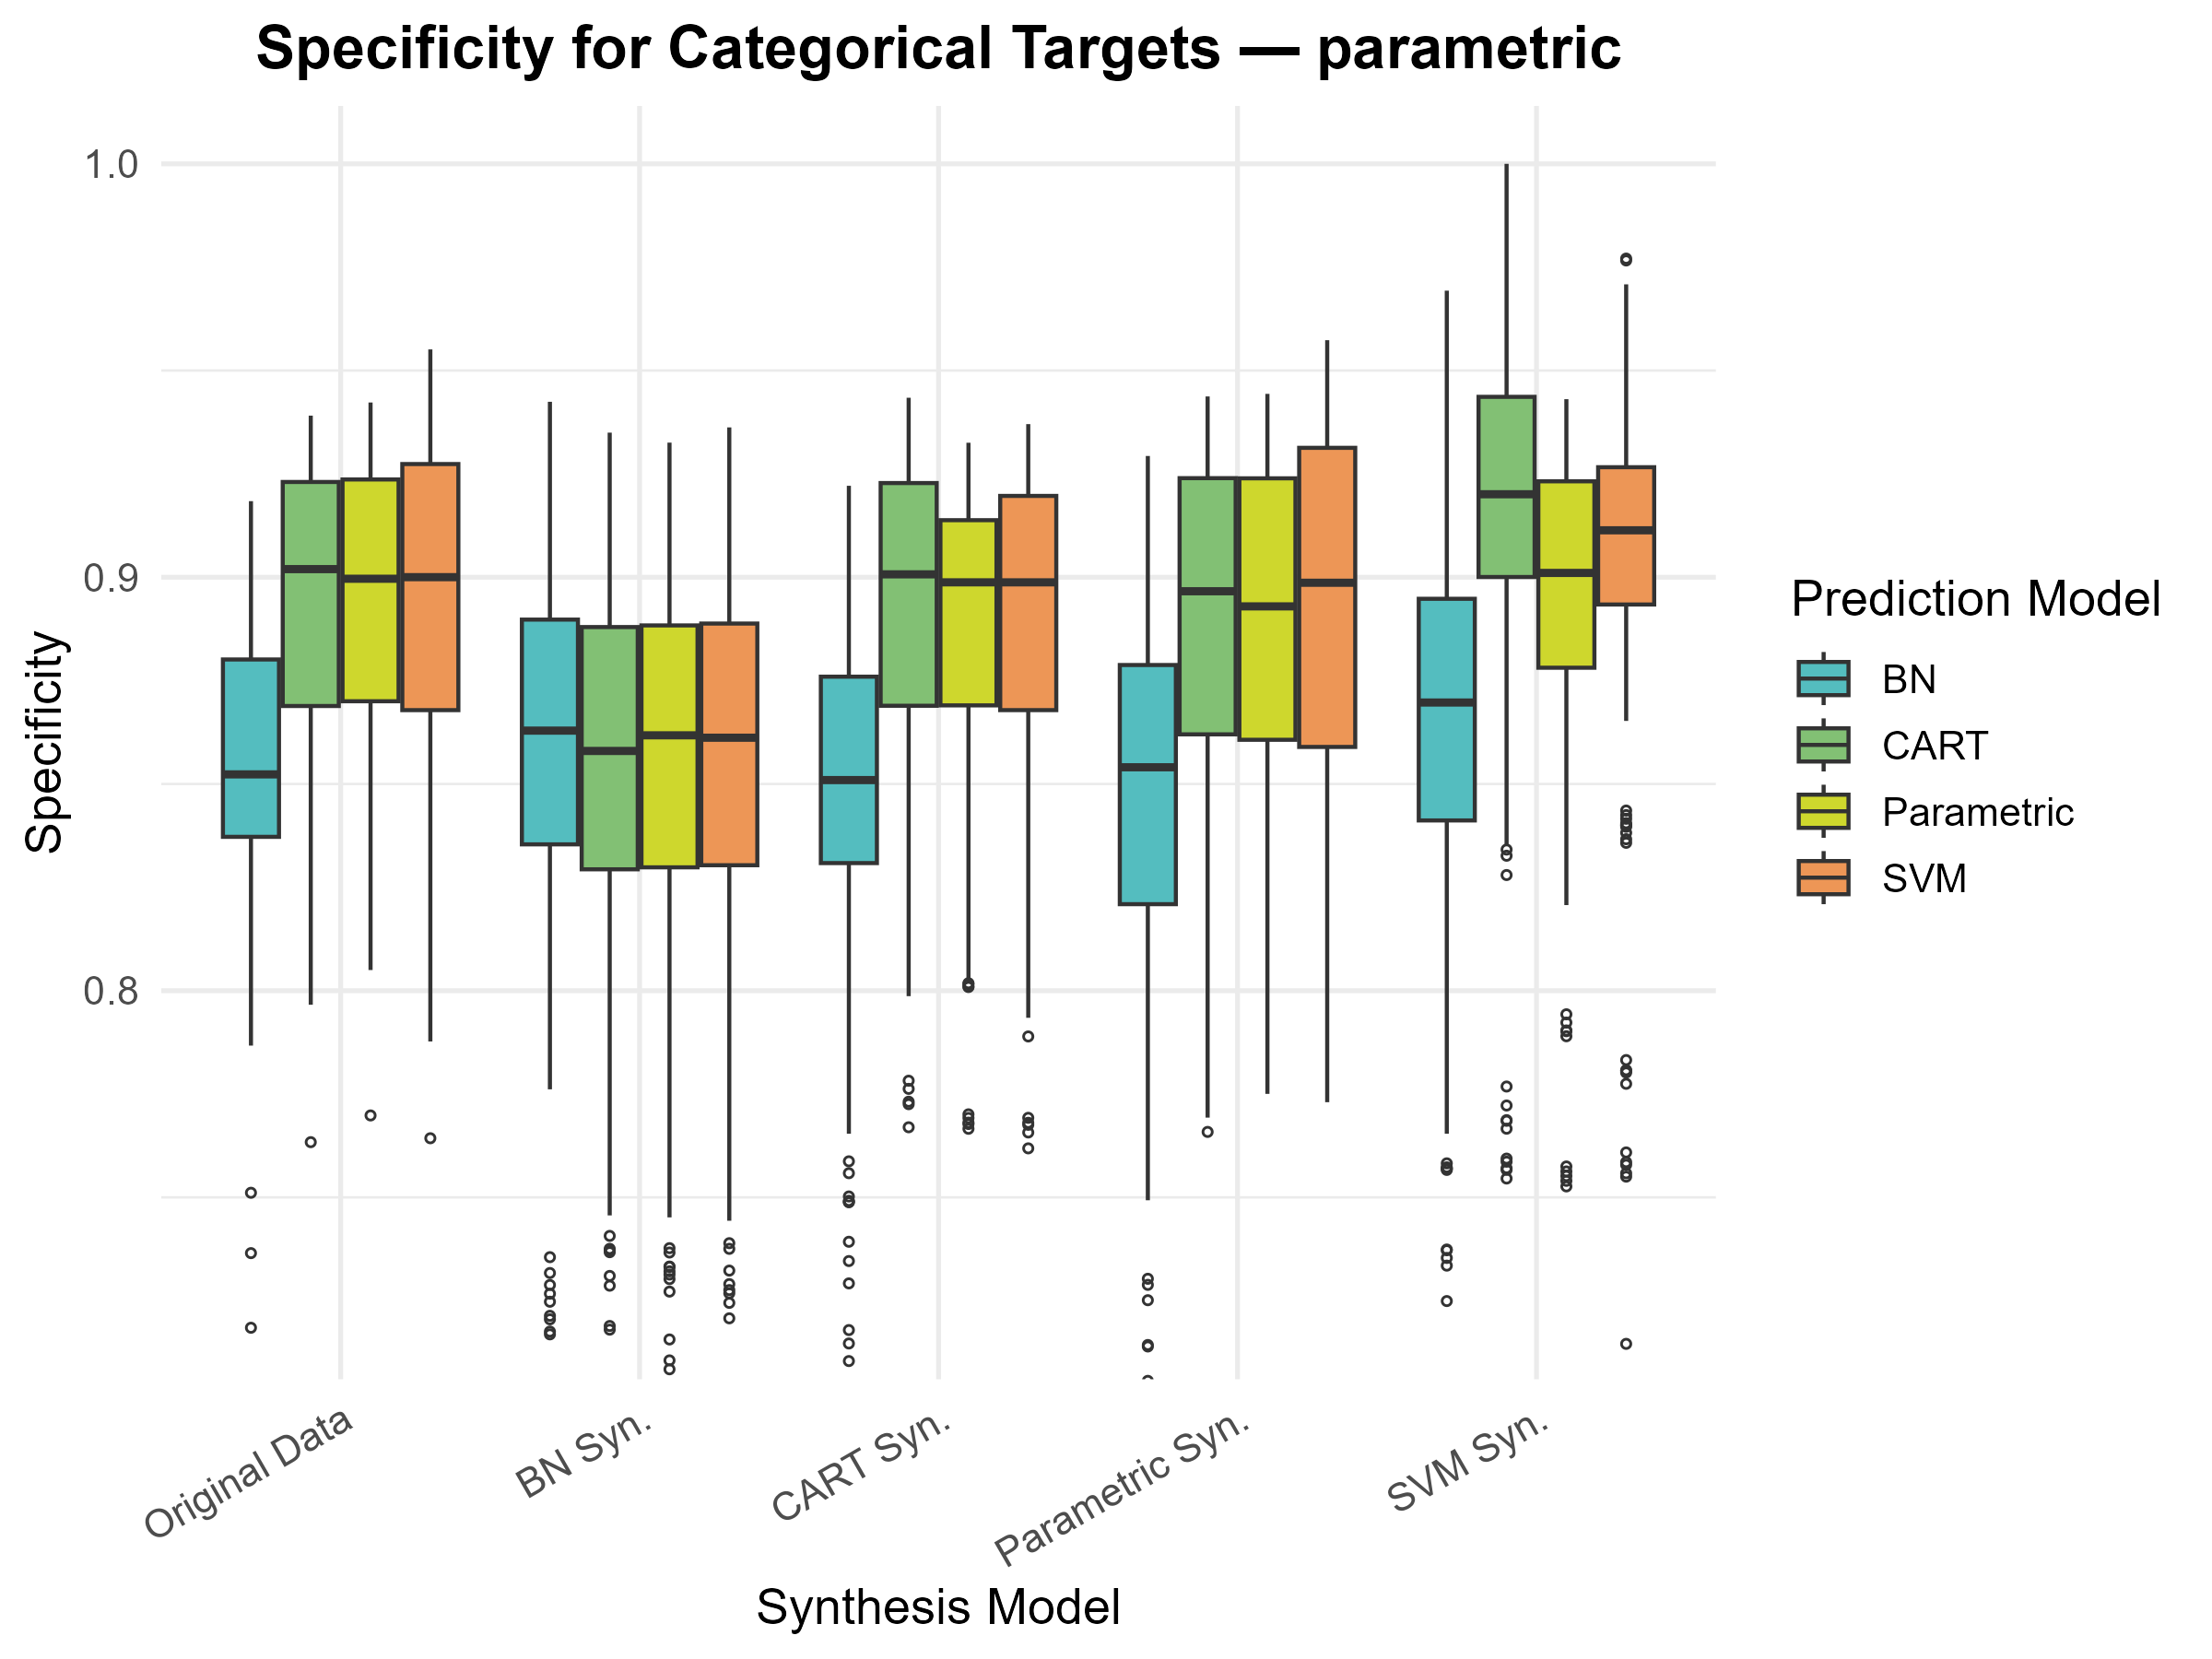 Specificity for Categorical Targets — parametric
Specificity
1.0
0.9
0.8
Original Data
BN Syn.
CART Syn.
Parametric Syn.
SVM Syn.
Synthesis Model
Prediction Model
BN
CART
Parametric
SVM